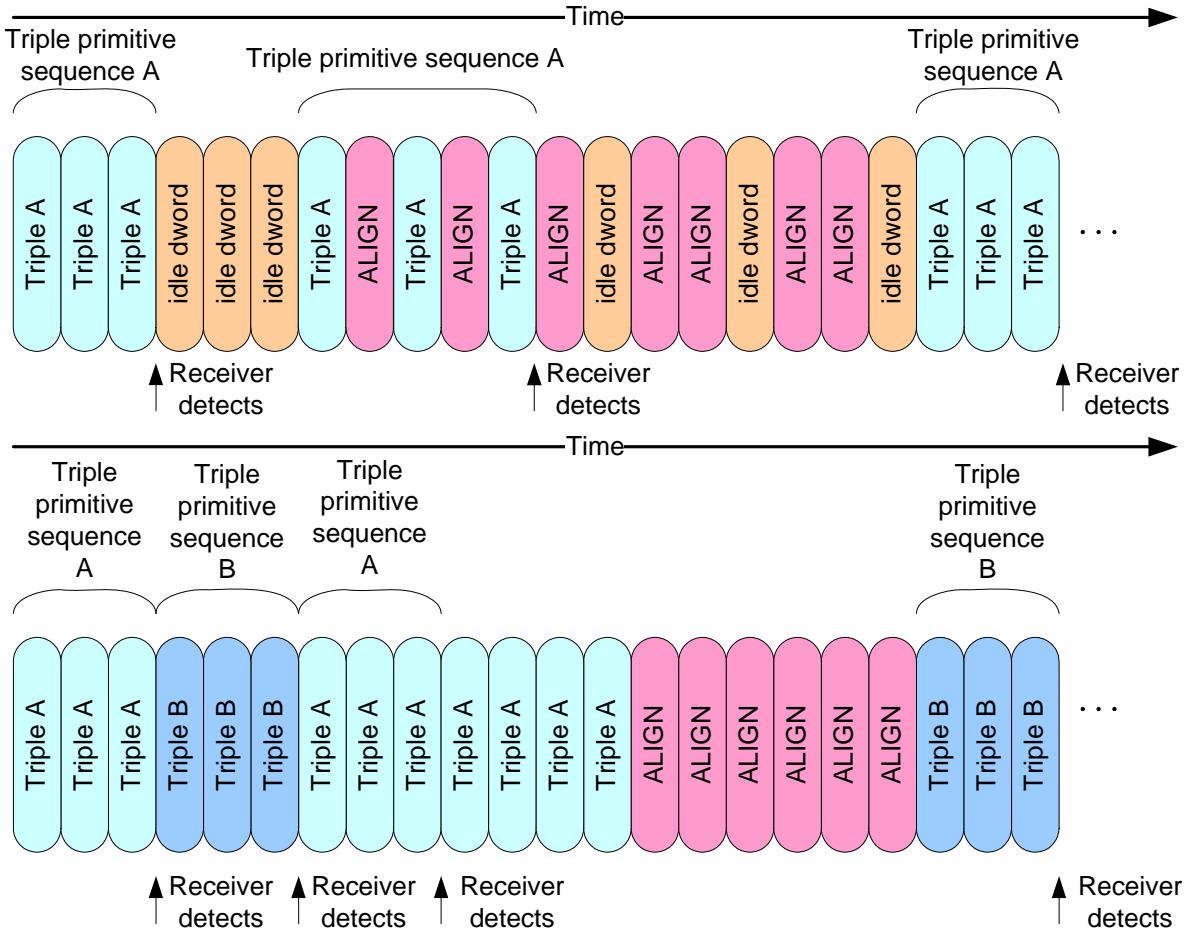 Time
Triple primitive
sequence A
Triple primitive sequence A
Triple primitive
sequence A
Triple A
Triple A
Triple A
idle dword
idle dword
idle dword
Triple A
ALIGN
Triple A
ALIGN
Triple A
ALIGN
idle dword
ALIGN
ALIGN
idle dword
ALIGN
ALIGN
idle dword
Triple A
Triple A
Triple A
. . .
Receiver
detects
Receiver
detects
Receiver
detects
Time
Triple
primitive
sequence
A
Triple
primitive
sequence
B
Triple
primitive
sequence
A
Triple
primitive
sequence
B
Triple A
Triple A
Triple A
Triple B
Triple B
Triple B
Triple A
Triple A
Triple A
Triple A
Triple A
Triple A
Triple A
ALIGN
ALIGN
ALIGN
ALIGN
ALIGN
ALIGN
Triple B
Triple B
Triple B
. . .
Receiver
detects
Receiver
detects
Receiver
detects
Receiver
detects